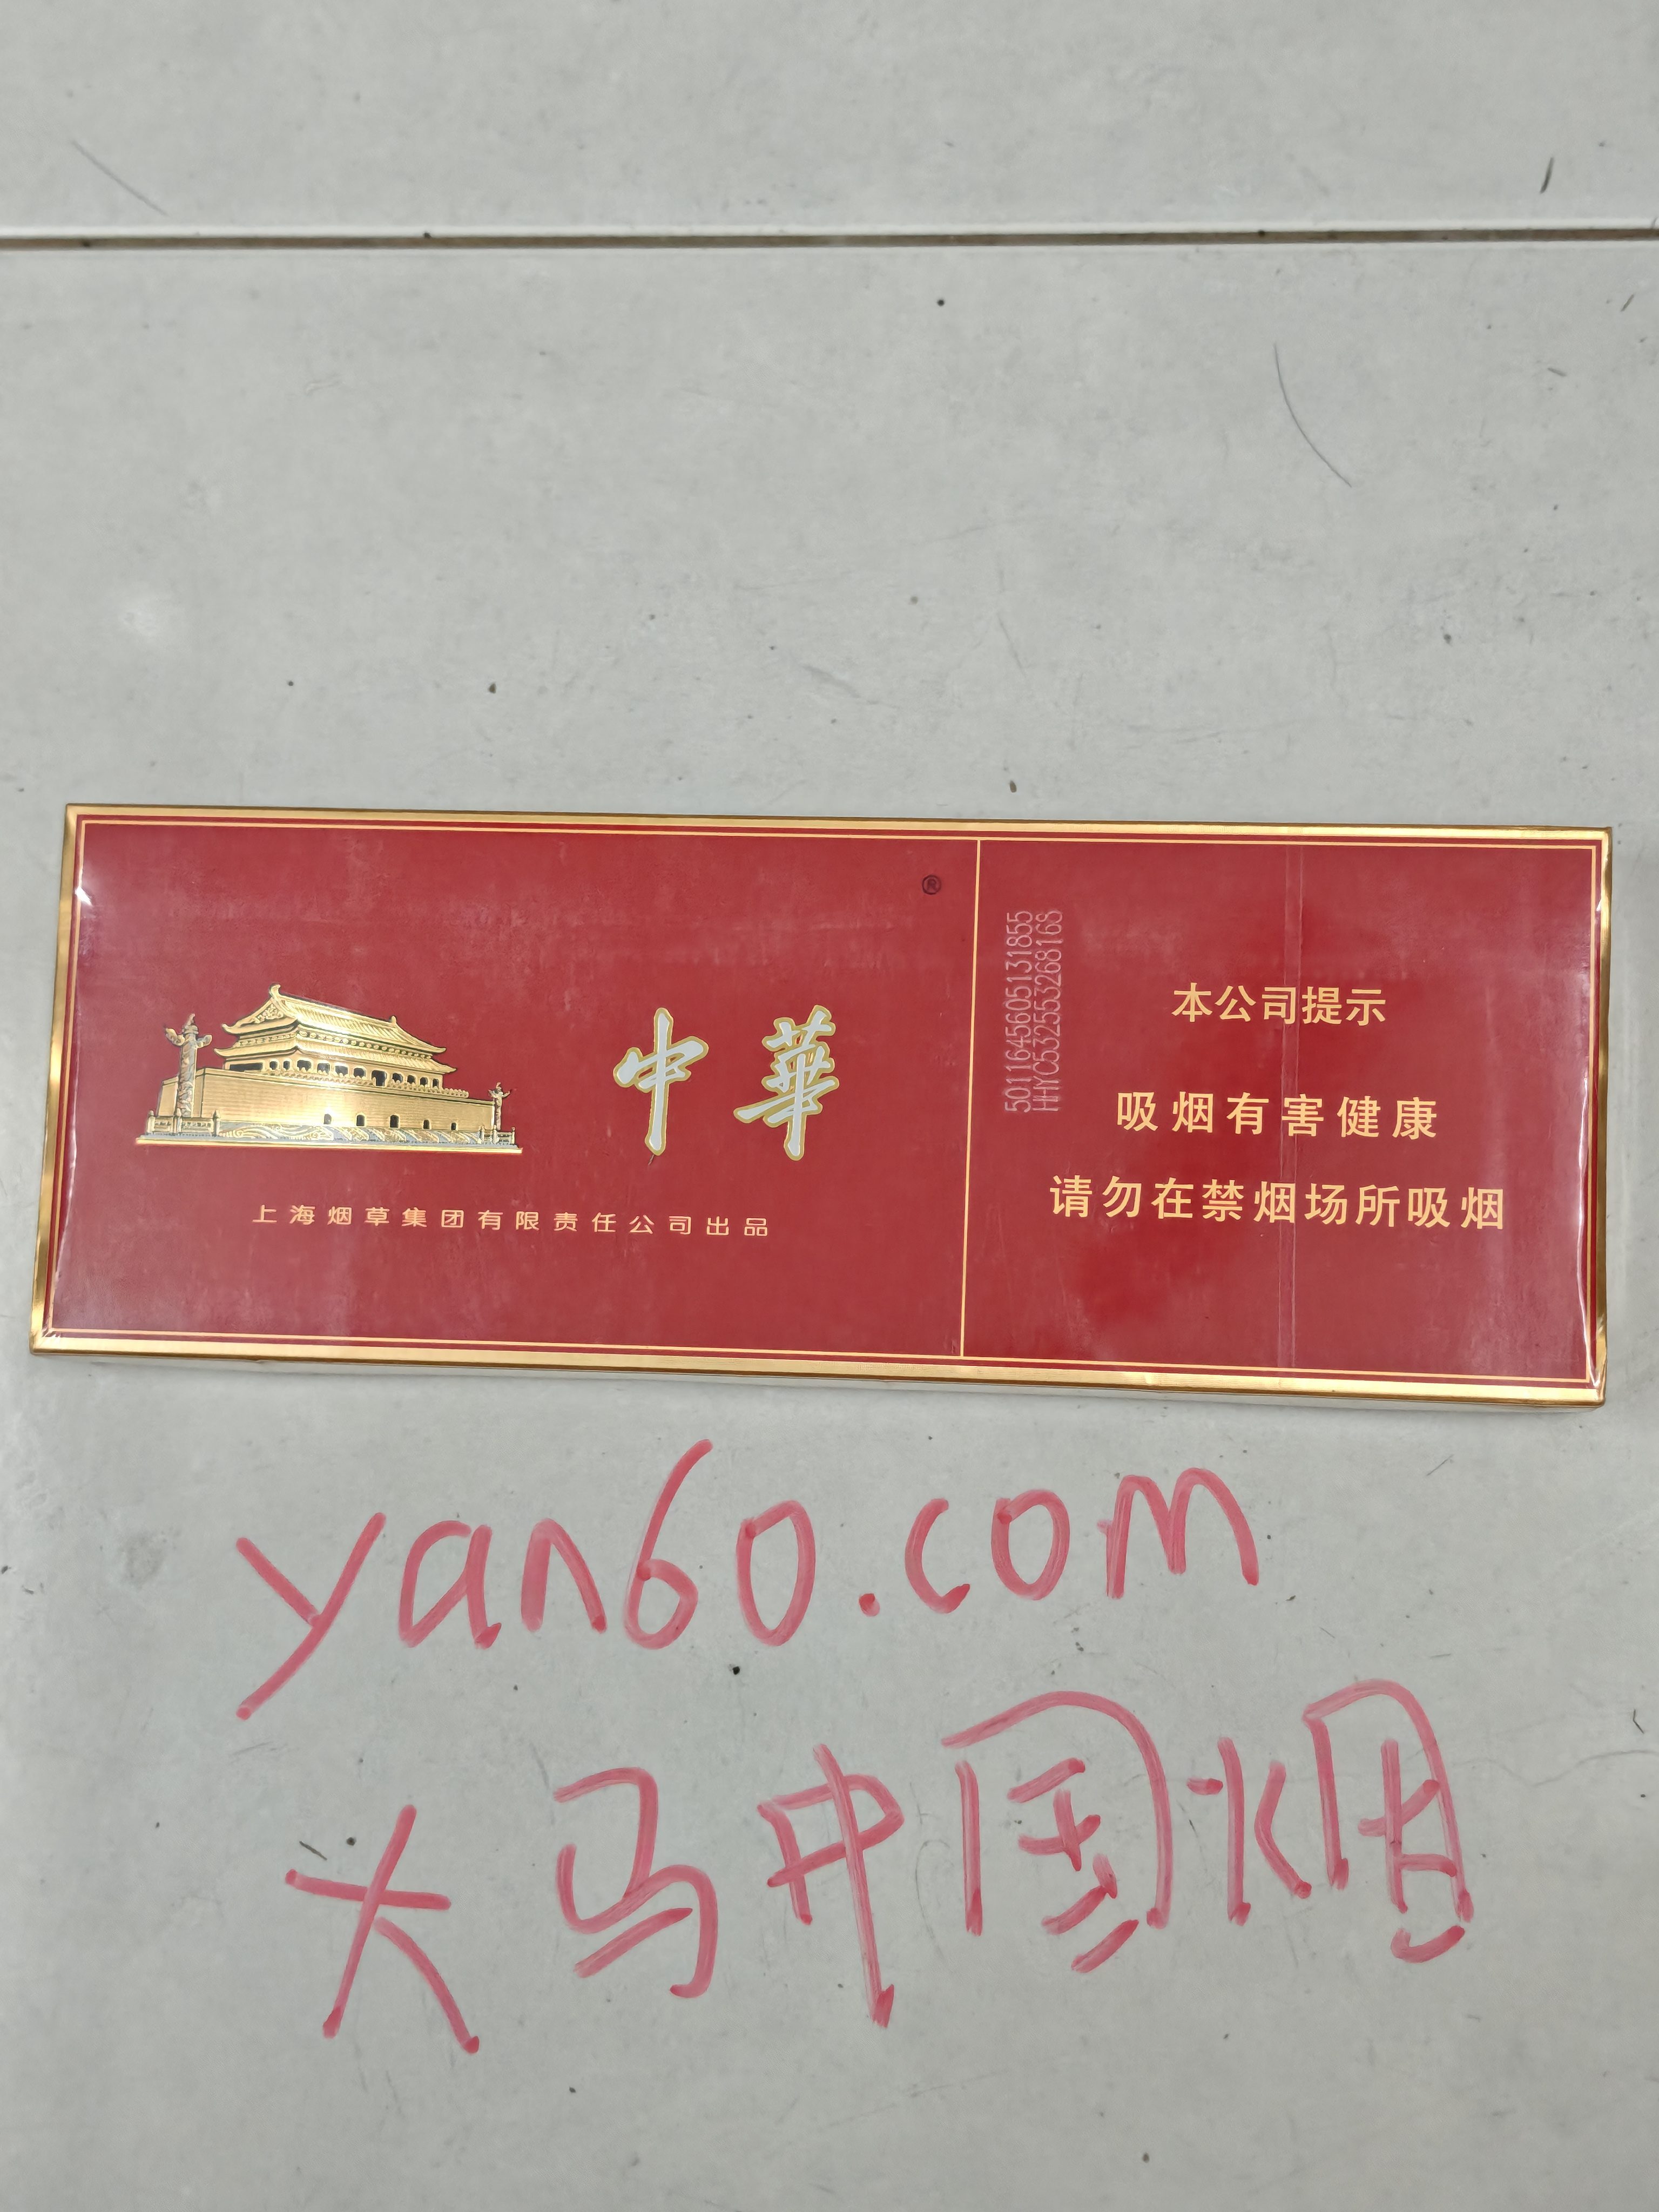 中華
®
上海烟草集团有限责任公司出品
5011645605131855
HHYC532553268168
本公司提示
吸烟有害健康
请勿在禁烟场所吸烟
yan60.com
大马中国烟